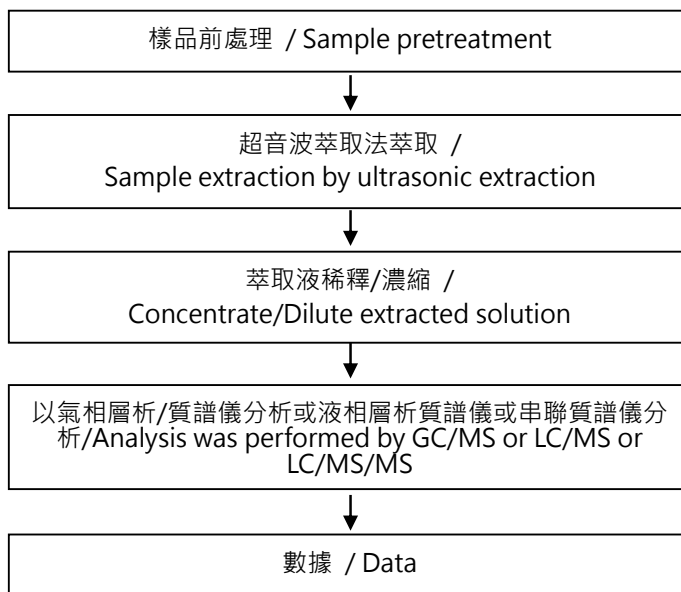 樣品前處理 / Sample pretreatment
超音波萃取法萃取 /
Sample extraction by ultrasonic extraction
萃取液稀釋/濃縮 /
Concentrate/Dilute extracted solution
以氣相層析/質譜儀分析或液相層析質譜儀或串聯質譜儀分
析/Analysis was performed by GC/MS or LC/MS or
LC/MS/MS
數據 / Data